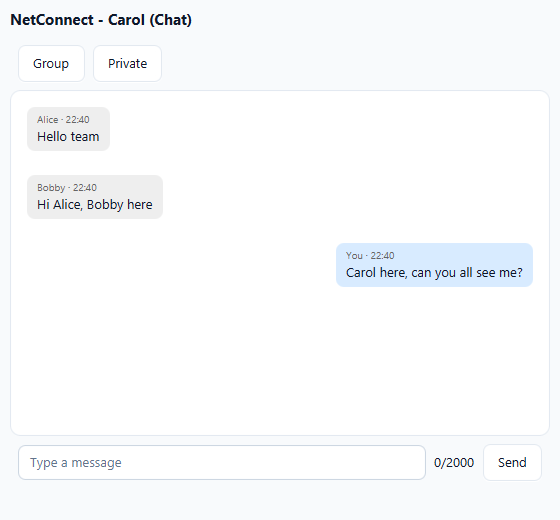 NetConnect - Carol (Chat)
Group Private
Alice · 22:40
Hello team
Bobby · 22:40
Hi Alice, Bobby here
You · 22:40
Carol here, can you all see me?
Type a message 0/2000 Send